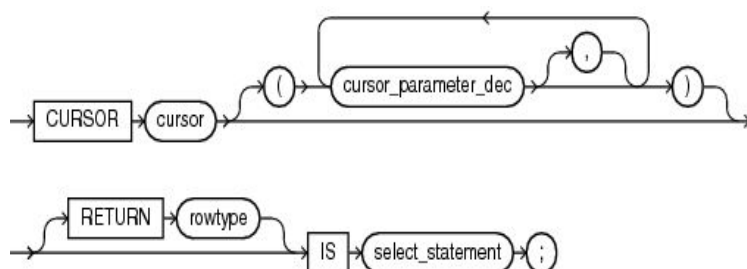 ,
( cursor_parameter_dec )
CURSOR cursor
RETURN rowtype
IS select_statement ;